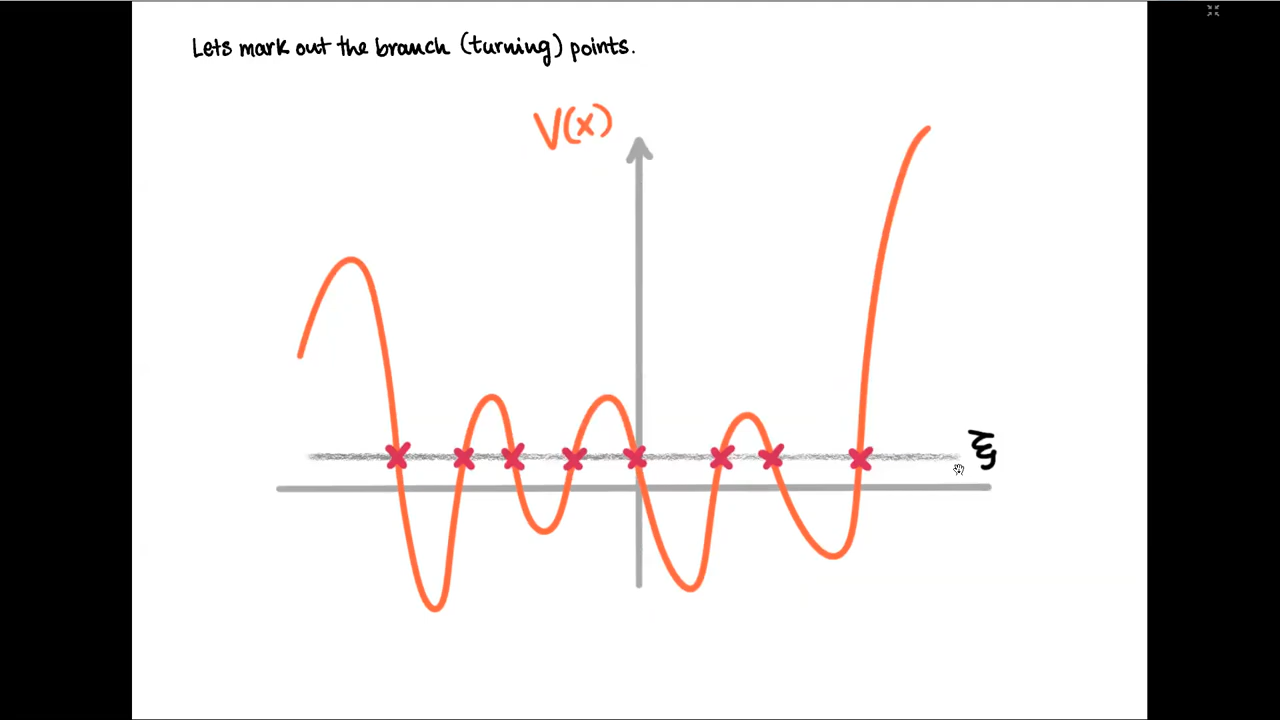 Lets mark out the branch (turning) points.
V(x)
ξ